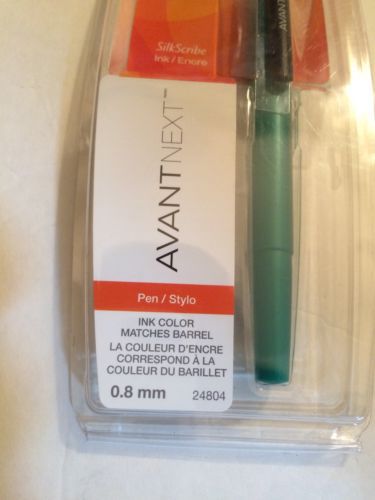 SilkScribe
Ink / Encre
AVANT
AVANTNEXT™
Pen / Stylo
INK COLOR
MATCHES BARREL
LA COULEUR D'ENCRE
CORRESPOND À LA
COULEUR DU BARILLET
0.8 mm 24804